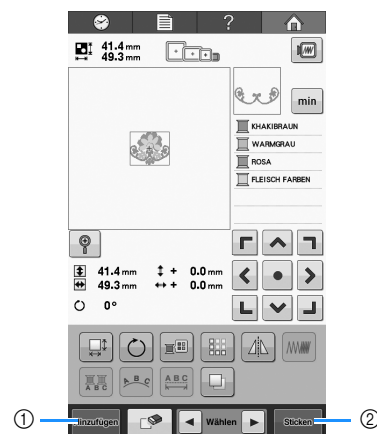 ?
41.4 mm
49.3 mm
min
KHAKIBRAUN
WARMGRAU
ROSA
FLEISCH FARBEN
41.4 mm + 0.0 mm
49.3 mm + 0.0 mm
0°
A B C
A B C
A B C
① Hinzufügen Wählen Sticken ②